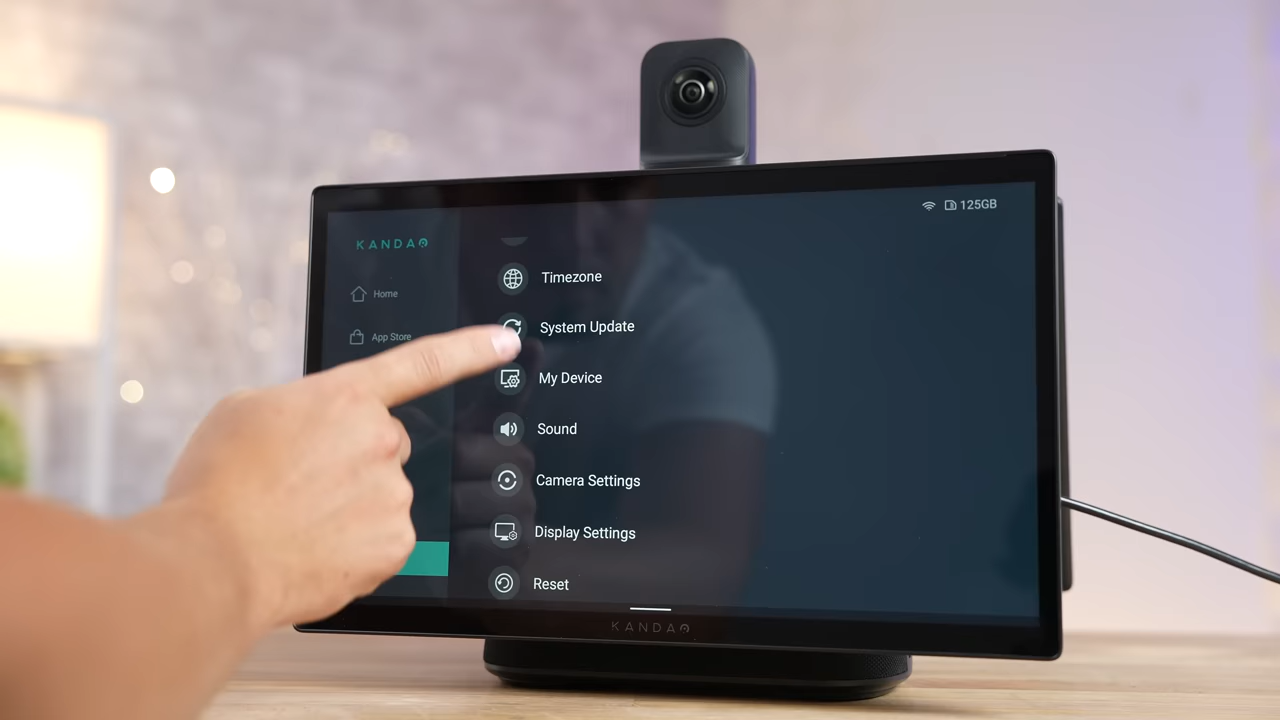 125GB
KANDAO
Home
App Store
Timezone
System Update
My Device
Sound
Camera Settings
Display Settings
Reset
KANDAO